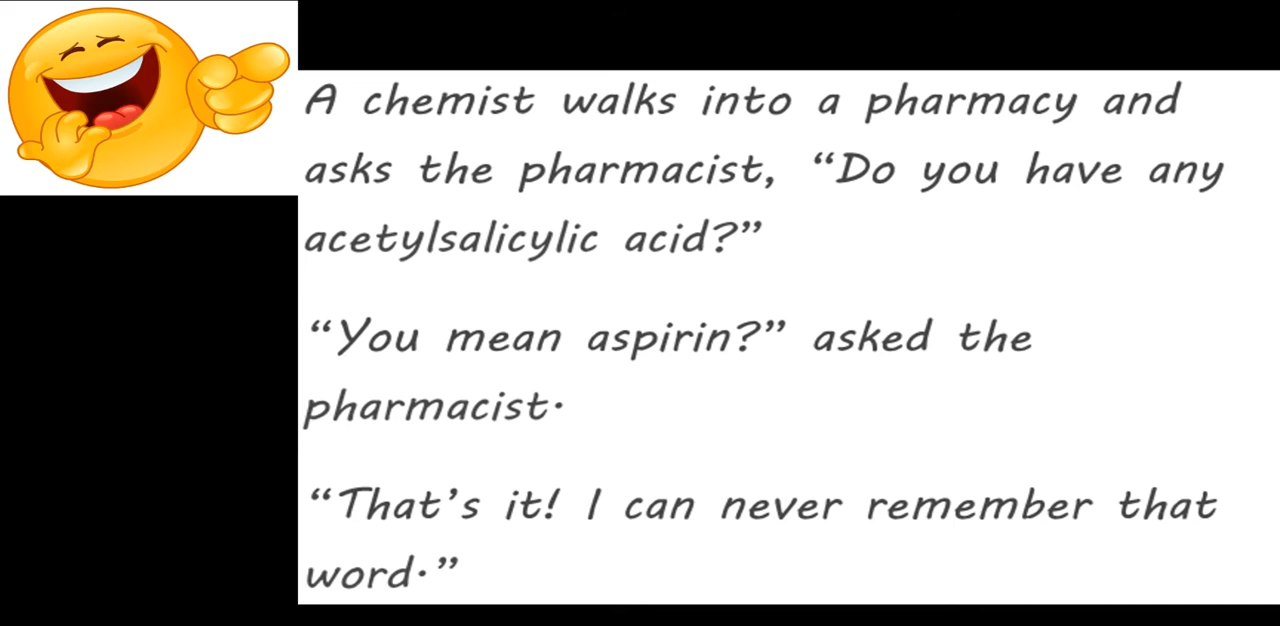 A chemist walks into a pharmacy and
asks the pharmacist, “Do you have any
acetylsalicylic acid?”
“You mean aspirin?” asked the
pharmacist.
“That’s it! I can never remember that
word.”